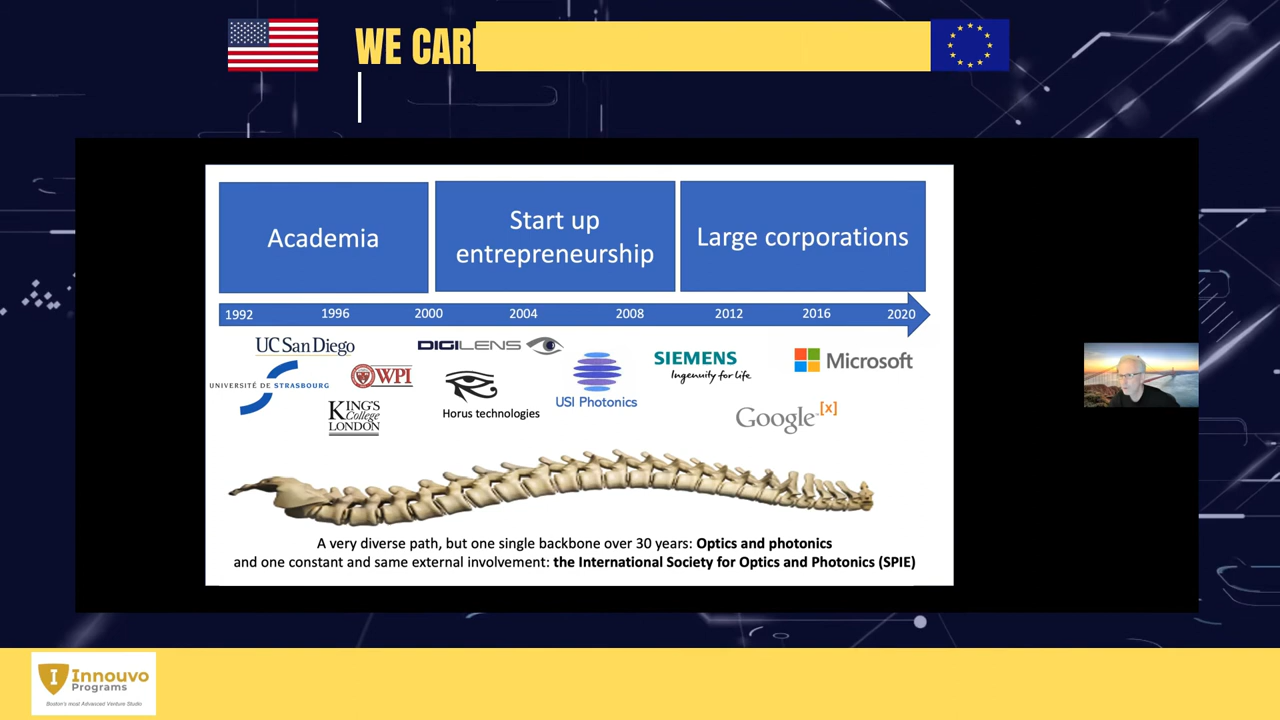 WE CAR
Academia
Start up
entrepreneurship
Large corporations
1992
1996
2000
2004
2008
2012
2016
2020
UC San Diego
UNIVERSITÉ DE STRASBOURG
WPI
KING'S
College
LONDON
DIGILENS
Horus technologies
USI Photonics
SIEMENS
Ingenuity for life
Microsoft
Google [x]
A very diverse path, but one single backbone over 30 years: Optics and photonics
and one constant and same external involvement: the International Society for Optics and Photonics (SPIE)
I
Innouvo
Programs
Boston's most Advanced Venture Studio